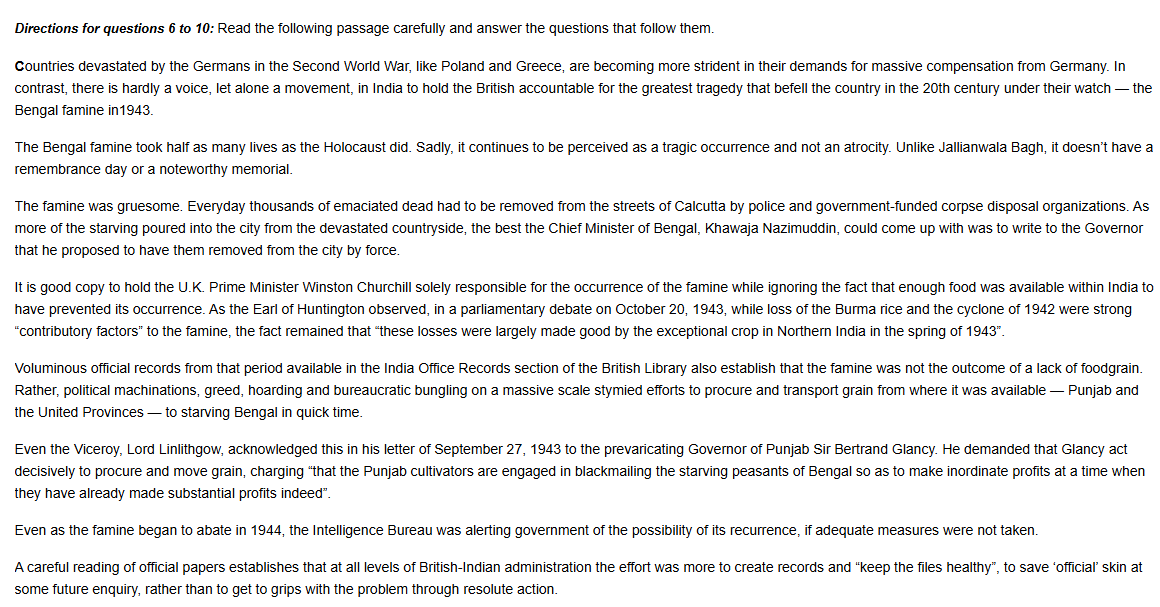 Directions for questions 6 to 10: Read the following passage carefully and answer the questions that follow them.
Countries devastated by the Germans in the Second World War, like Poland and Greece, are becoming more strident in their demands for massive compensation from Germany. In
contrast, there is hardly a voice, let alone a movement, in India to hold the British accountable for the greatest tragedy that befell the country in the 20th century under their watch — the
Bengal famine in1943.
The Bengal famine took half as many lives as the Holocaust did. Sadly, it continues to be perceived as a tragic occurrence and not an atrocity. Unlike Jallianwala Bagh, it doesn’t have a
remembrance day or a noteworthy memorial.
The famine was gruesome. Everyday thousands of emaciated dead had to be removed from the streets of Calcutta by police and government-funded corpse disposal organizations. As
more of the starving poured into the city from the devastated countryside, the best the Chief Minister of Bengal, Khawaja Nazimuddin, could come up with was to write to the Governor
that he proposed to have them removed from the city by force.
It is good copy to hold the U.K. Prime Minister Winston Churchill solely responsible for the occurrence of the famine while ignoring the fact that enough food was available within India to
have prevented its occurrence. As the Earl of Huntington observed, in a parliamentary debate on October 20, 1943, while loss of the Burma rice and the cyclone of 1942 were strong
“contributory factors” to the famine, the fact remained that “these losses were largely made good by the exceptional crop in Northern India in the spring of 1943”.
Voluminous official records from that period available in the India Office Records section of the British Library also establish that the famine was not the outcome of a lack of foodgrain.
Rather, political machinations, greed, hoarding and bureaucratic bungling on a massive scale stymied efforts to procure and transport grain from where it was available — Punjab and
the United Provinces — to starving Bengal in quick time.
Even the Viceroy, Lord Linlithgow, acknowledged this in his letter of September 27, 1943 to the prevaricating Governor of Punjab Sir Bertrand Glancy. He demanded that Glancy act
decisively to procure and move grain, charging “that the Punjab cultivators are engaged in blackmailing the starving peasants of Bengal so as to make inordinate profits at a time when
they have already made substantial profits indeed”.
Even as the famine began to abate in 1944, the Intelligence Bureau was alerting government of the possibility of its recurrence, if adequate measures were not taken.
A careful reading of official papers establishes that at all levels of British-Indian administration the effort was more to create records and “keep the files healthy”, to save ‘official’ skin at
some future enquiry, rather than to get to grips with the problem through resolute action.